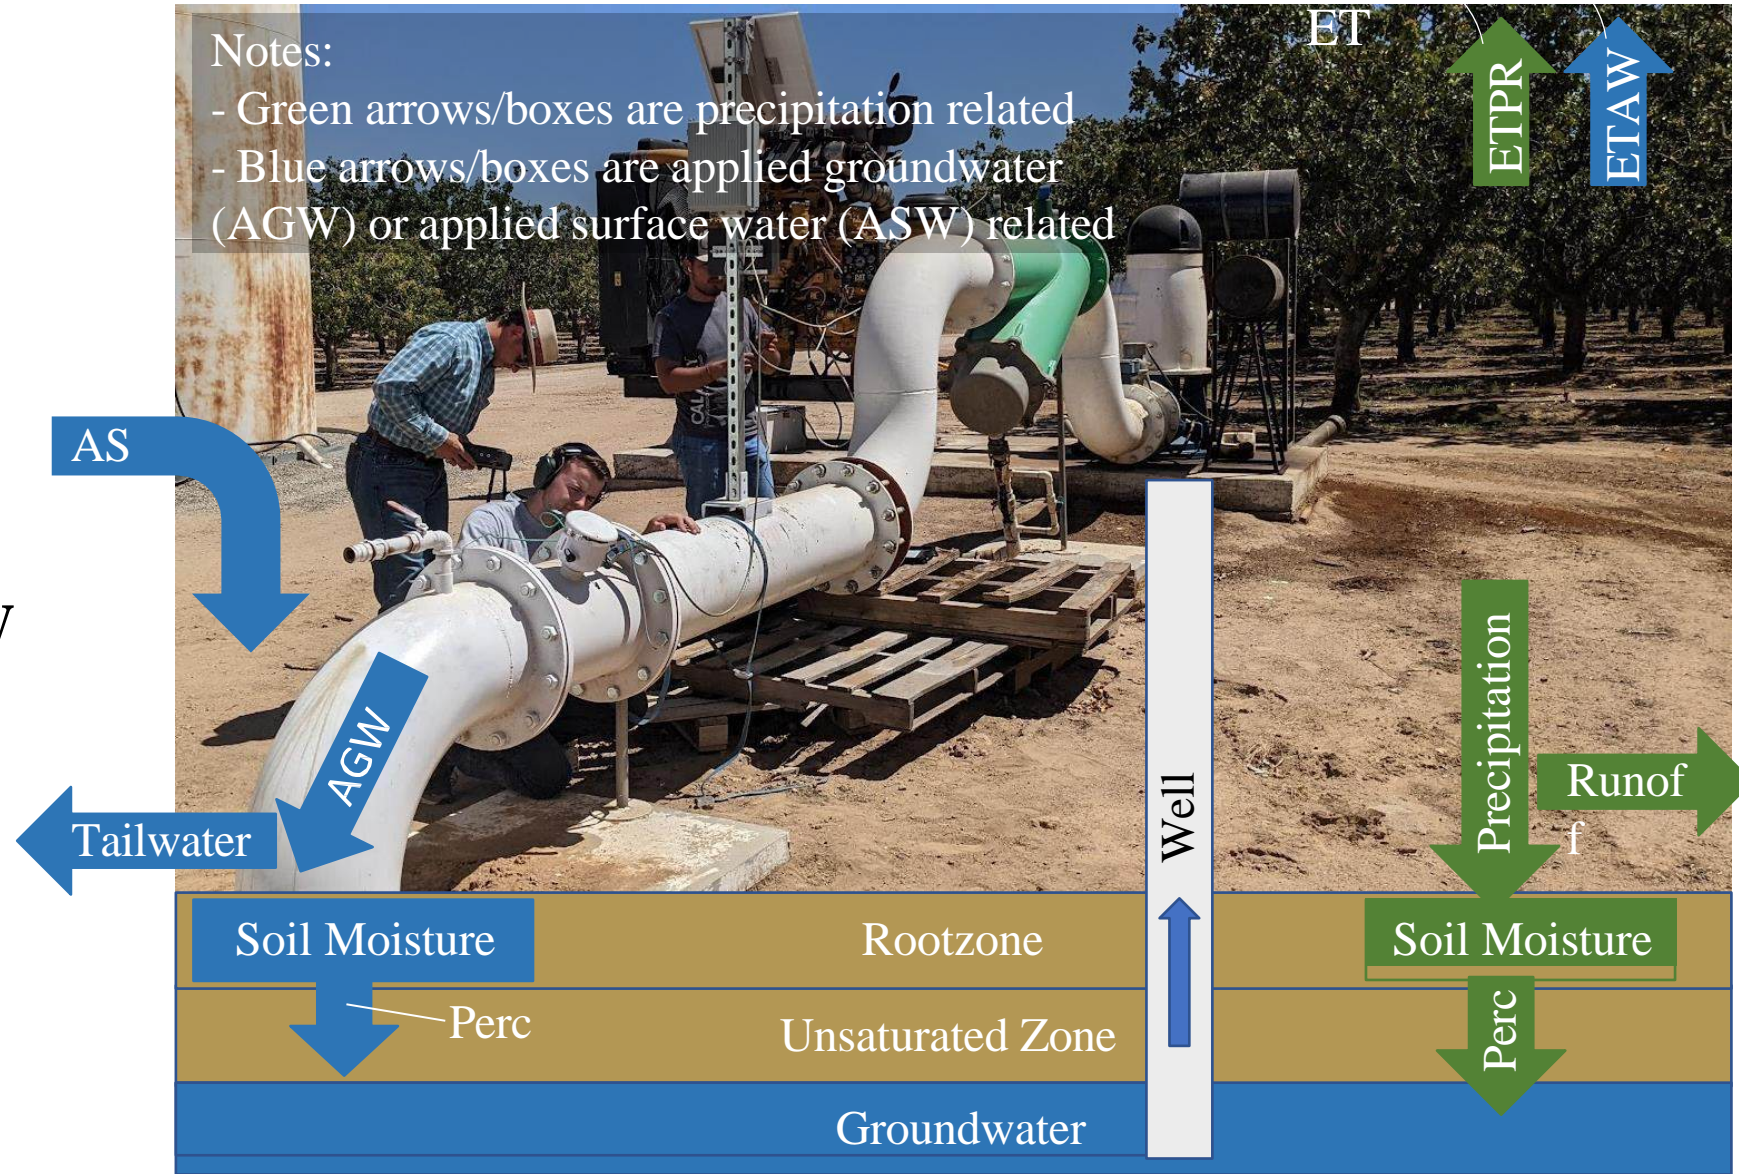 Notes:
- Green arrows/boxes are precipitation related
- Blue arrows/boxes are applied groundwater
(AGW) or applied surface water (ASW) related
ET
ETPR
ETAW
AS
CAL
AGW
Tailwater
Well
Precipitation
Runof
f
Soil Moisture
Rootzone
Soil Moisture
Perc
Unsaturated Zone
Perc
Groundwater